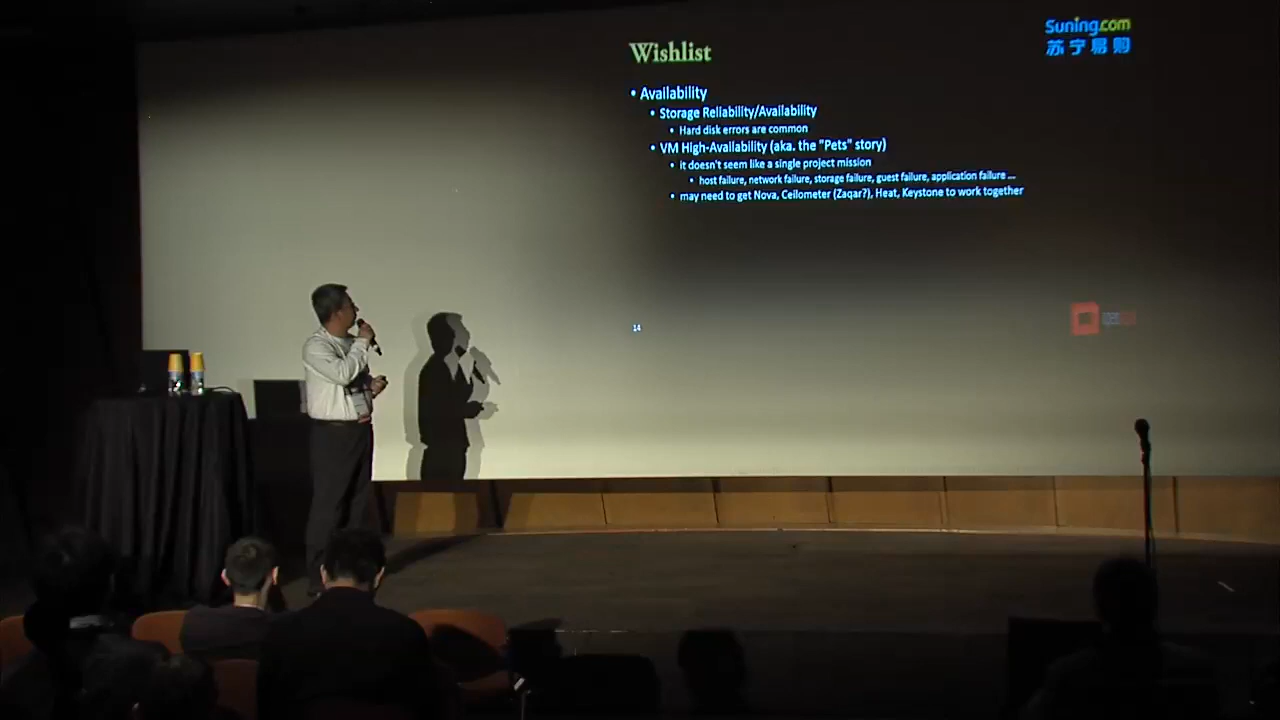 Suning.com
苏宁易购
Wishlist
• Availability
• Storage Reliability/Availability
• Hard disk errors are common
• VM High-Availability (aka. the "Pets" story)
• it doesn't seem like a single project mission
• host failure, network failure, storage failure, guest failure, application failure ...
• may need to get Nova, Ceilometer (Zaqar?), Heat, Keystone to work together
14